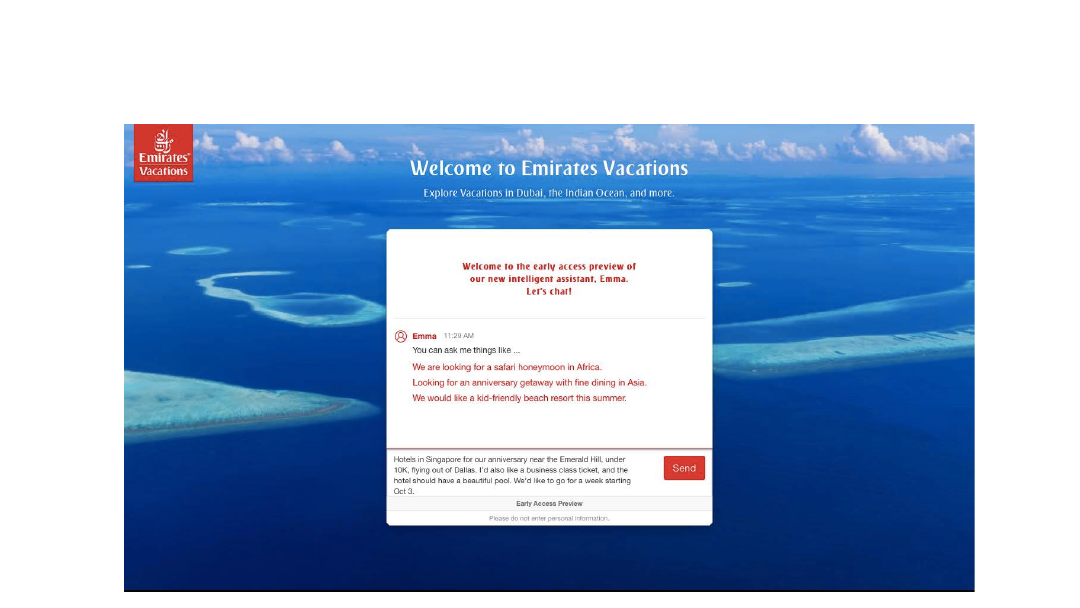 Emirates
Vacations
Welcome to Emirates Vacations
Explore Vacations in Dubai, the Indian Ocean, and more.
Welcome to the early access preview of
our new intelligent assistant, Emma.
Let's chat!
Emma 11:29 AM
You can ask me things like ...
We are looking for a safari honeymoon in Africa.
Looking for an anniversary getaway with fine dining in Asia.
We would like a kid-friendly beach resort this summer.
Hotels in Singapore for our anniversary near the Emerald Hill, under
10K, flying out of Dallas. I'd also like a business class ticket, and the
hotel should have a beautiful pool. We'd like to go for a week starting
Oct 3.
Send
Early Access Preview
Please do not enter personal information.